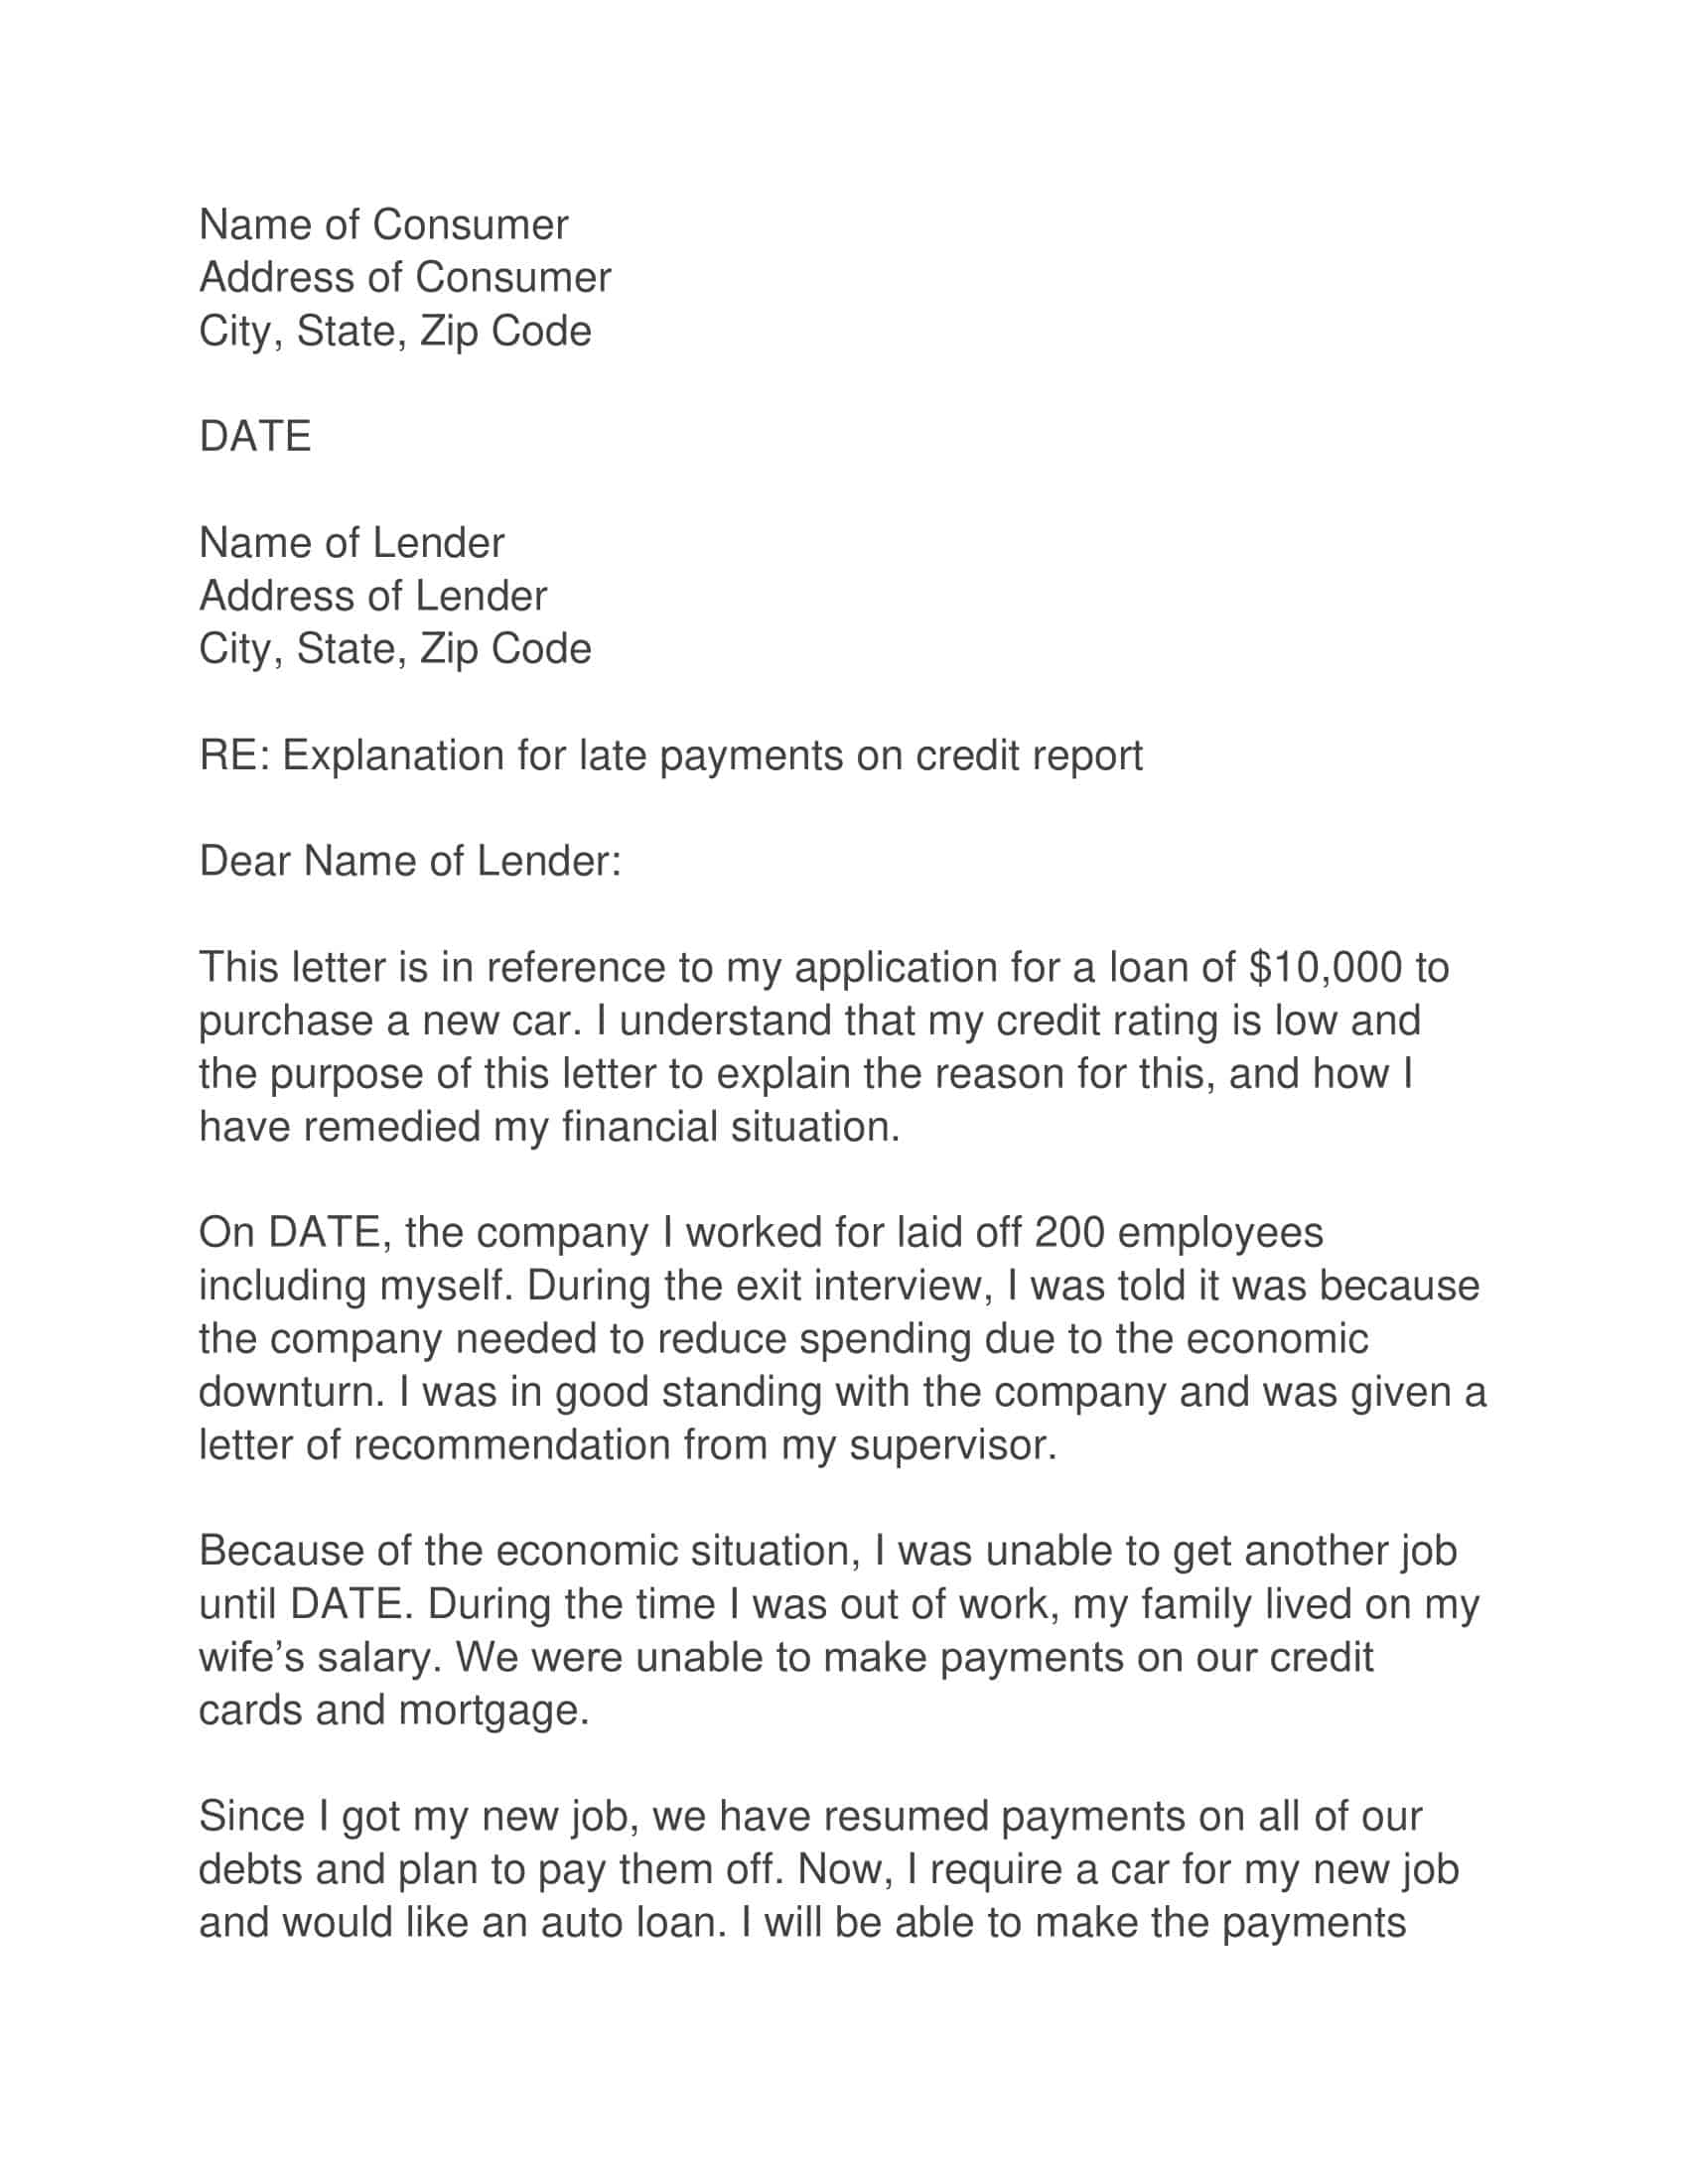 Name of Consumer
Address of Consumer
City, State, Zip Code
DATE
Name of Lender
Address of Lender
City, State, Zip Code
RE: Explanation for late payments on credit report
Dear Name of Lender:
This letter is in reference to my application for a loan of $10,000 to
purchase a new car. I understand that my credit rating is low and
the purpose of this letter to explain the reason for this, and how I
have remedied my financial situation.
On DATE, the company I worked for laid off 200 employees
including myself. During the exit interview, I was told it was because
the company needed to reduce spending due to the economic
downturn. I was in good standing with the company and was given a
letter of recommendation from my supervisor.
Because of the economic situation, I was unable to get another job
until DATE. During the time I was out of work, my family lived on my
wife’s salary. We were unable to make payments on our credit
cards and mortgage.
Since I got my new job, we have resumed payments on all of our
debts and plan to pay them off. Now, I require a car for my new job
and would like an auto loan. I will be able to make the payments